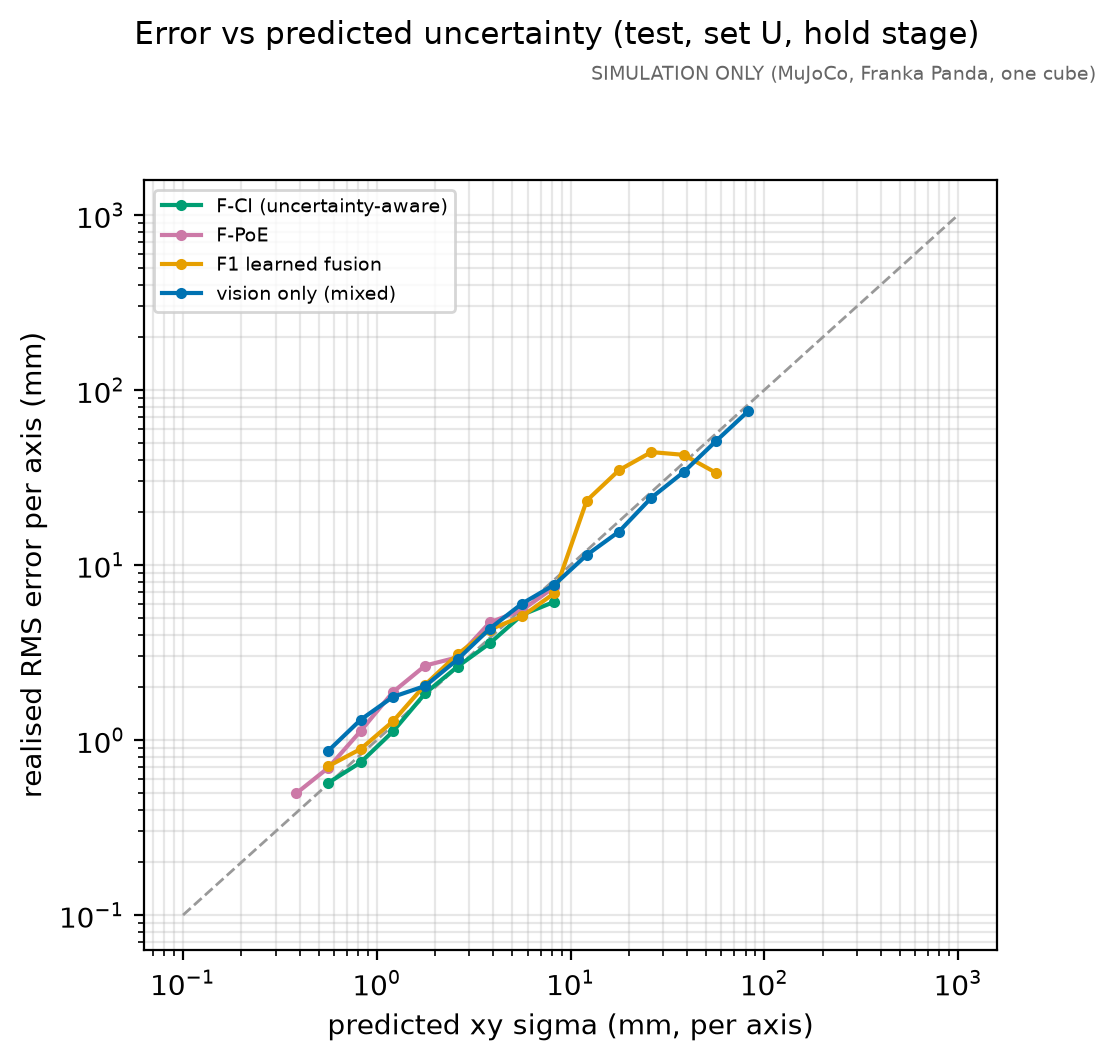 Error vs predicted uncertainty (test, set U, hold stage)
SIMULATION ONLY (MuJoCo, Franka Panda, one cube)
F-CI (uncertainty-aware)
F-PoE
F1 learned fusion
vision only (mixed)
realised RMS error per axis (mm)
10³
10²
10¹
10⁰
10⁻¹
10⁻¹
10⁰
10¹
10²
10³
predicted xy sigma (mm, per axis)